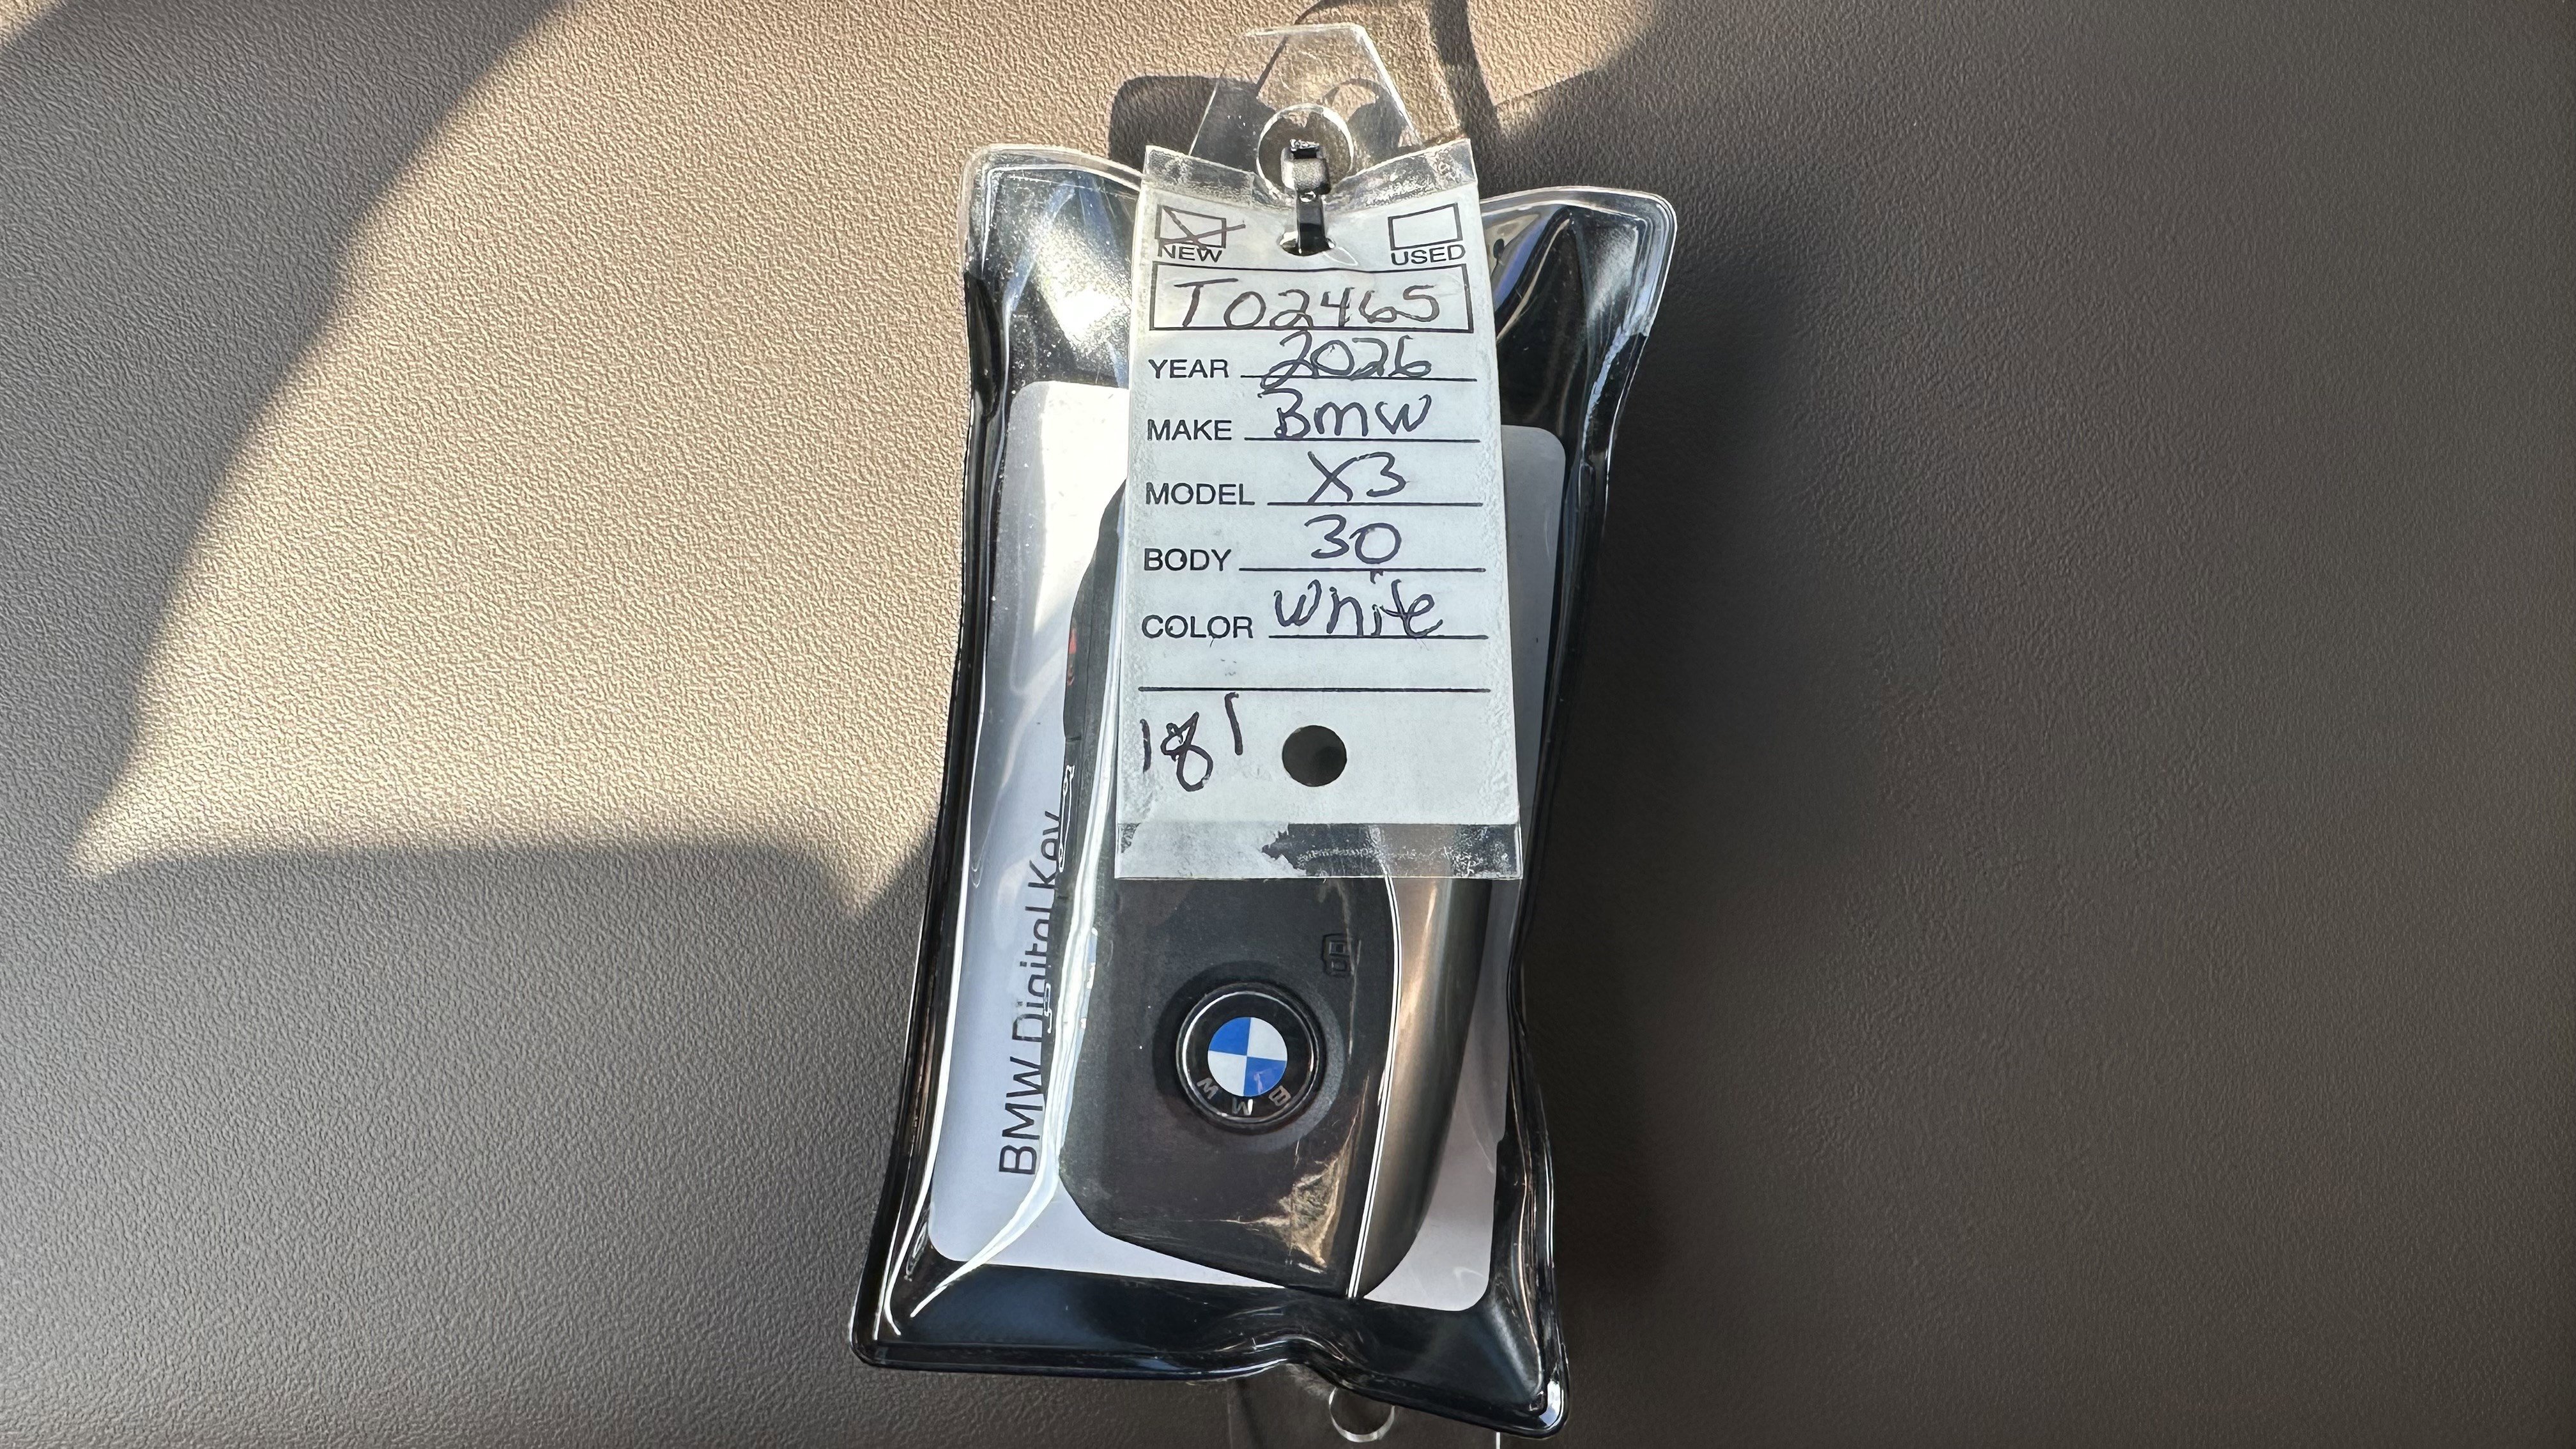 NEW USED
T02465
YEAR 2026
MAKE Bmw
MODEL X3
BODY 30
COLOR White
181
BMW Digital Key
BMW